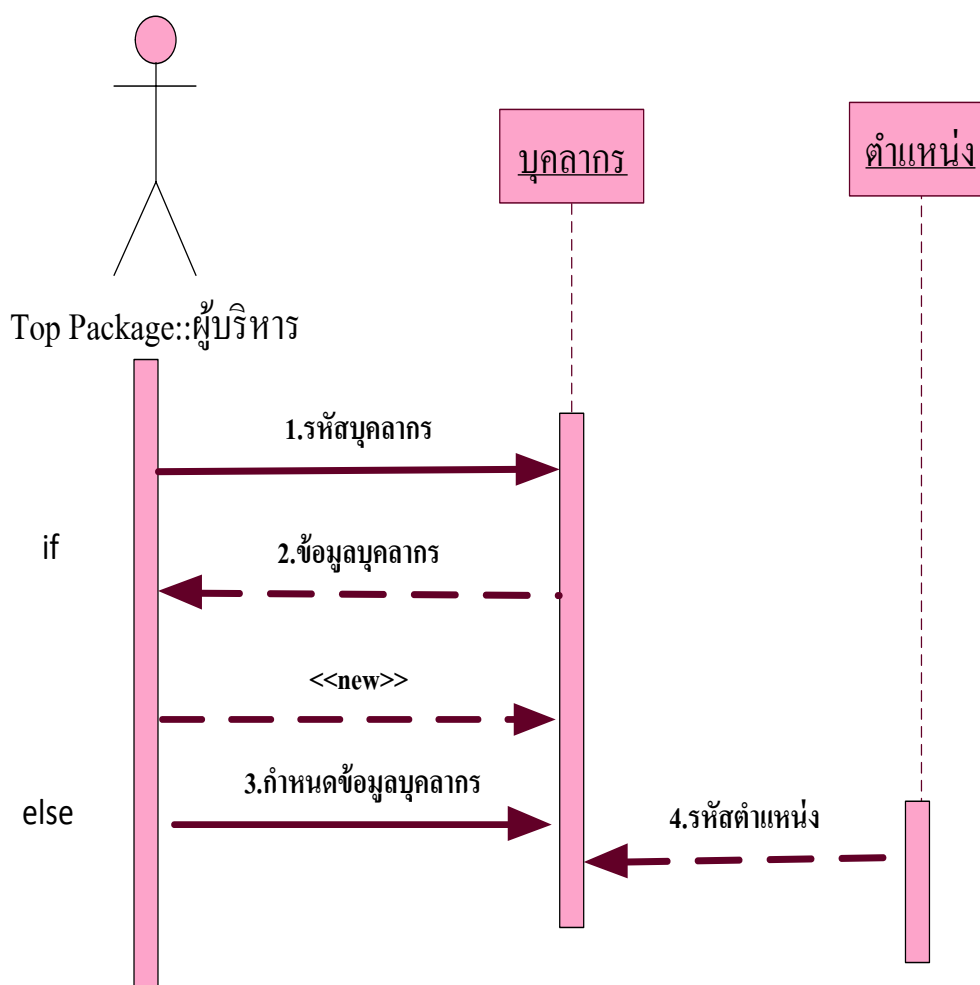 บุคลากร
ตำแหน่ง
Top Package::ผู้บริหาร
1.รหัสบุคลากร
if
2.ข้อมูลบุคลากร
<<new>>
3.กำหนดข้อมูลบุคลากร
else
4.รหัสตำแหน่ง